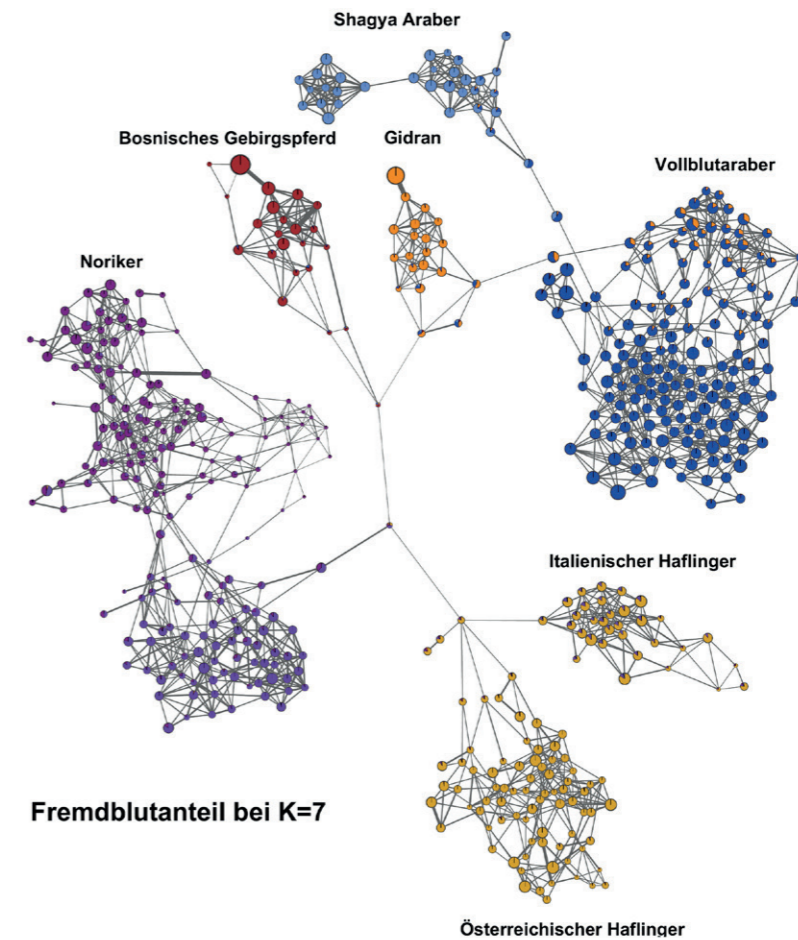 Shagya Araber
Bosnisches Gebirgspferd
Gidran
Vollblutaraber
Noriker
Italienischer Haflinger
Fremdblutanteil bei K=7
Österreichischer Haflinger